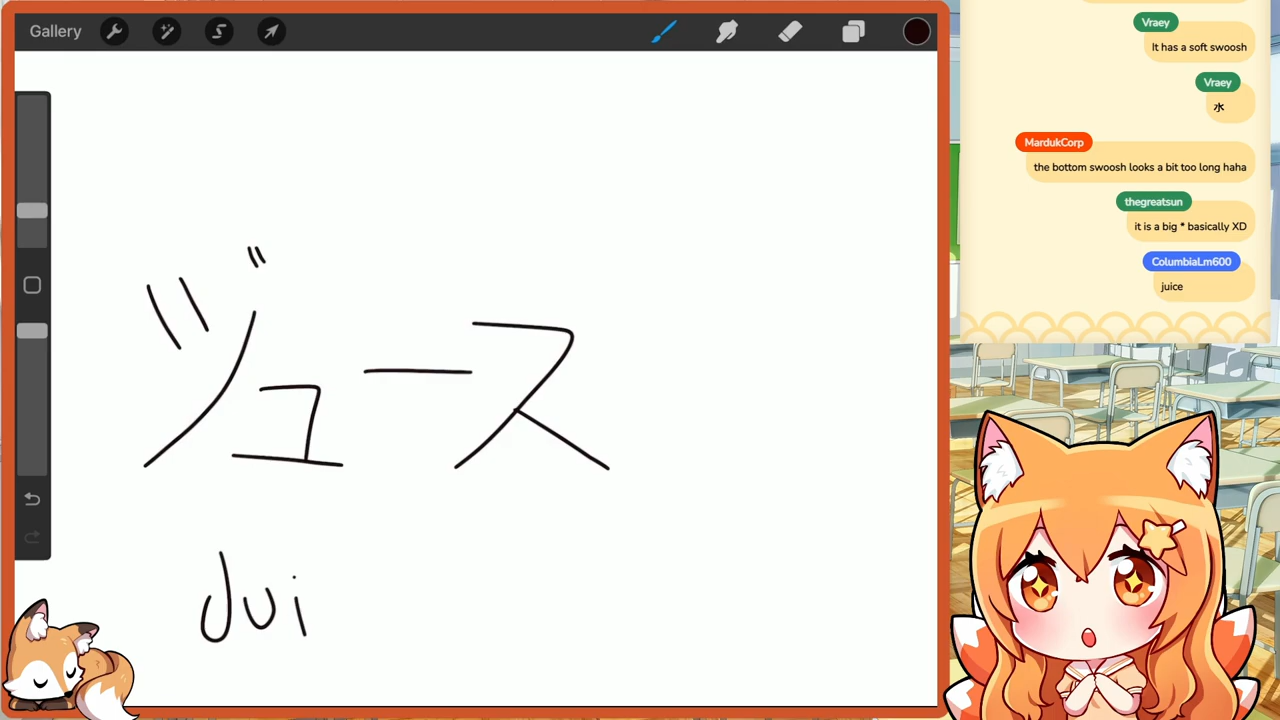 Gallery
Vraey
It has a soft swoosh
Vraey
水
MardukCorp
the bottom swoosh looks a bit too long haha
thegreatsun
it is a big * basically XD
ColumbiaLm600
juice
ジュース
Jui